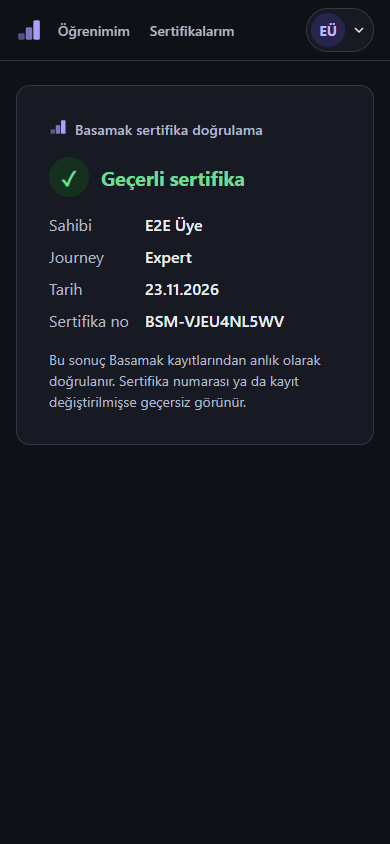 Öğrenimim Sertifikalarım EÜ
Basamak sertifika doğrulama
✓ Geçerli sertifika
Sahibi E2E Üye
Journey Expert
Tarih 23.11.2026
Sertifika no BSM-VJEU4NL5WV
Bu sonuç Basamak kayıtlarından anlık olarak
doğrulanır. Sertifika numarası ya da kayıt
değiştirilmişse geçersiz görünür.